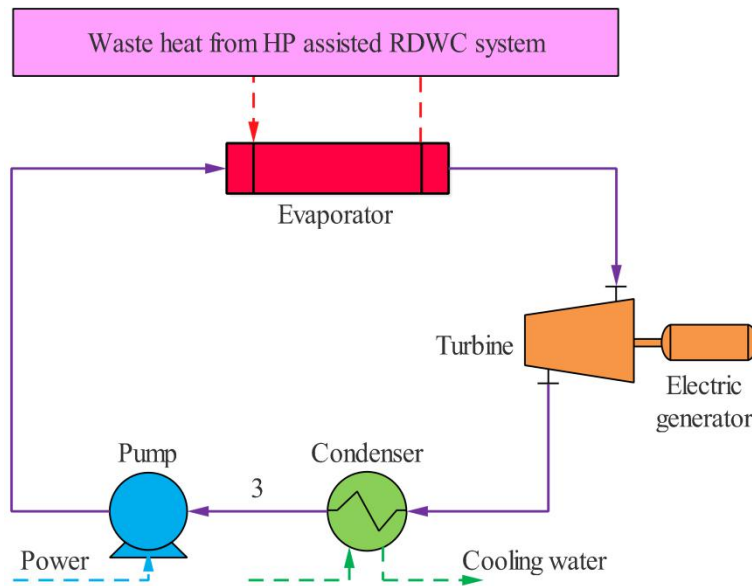 Waste heat from HP assisted RDWC system
Evaporator
Turbine
Electric
generator
Pump
3
Condenser
Power
Cooling water